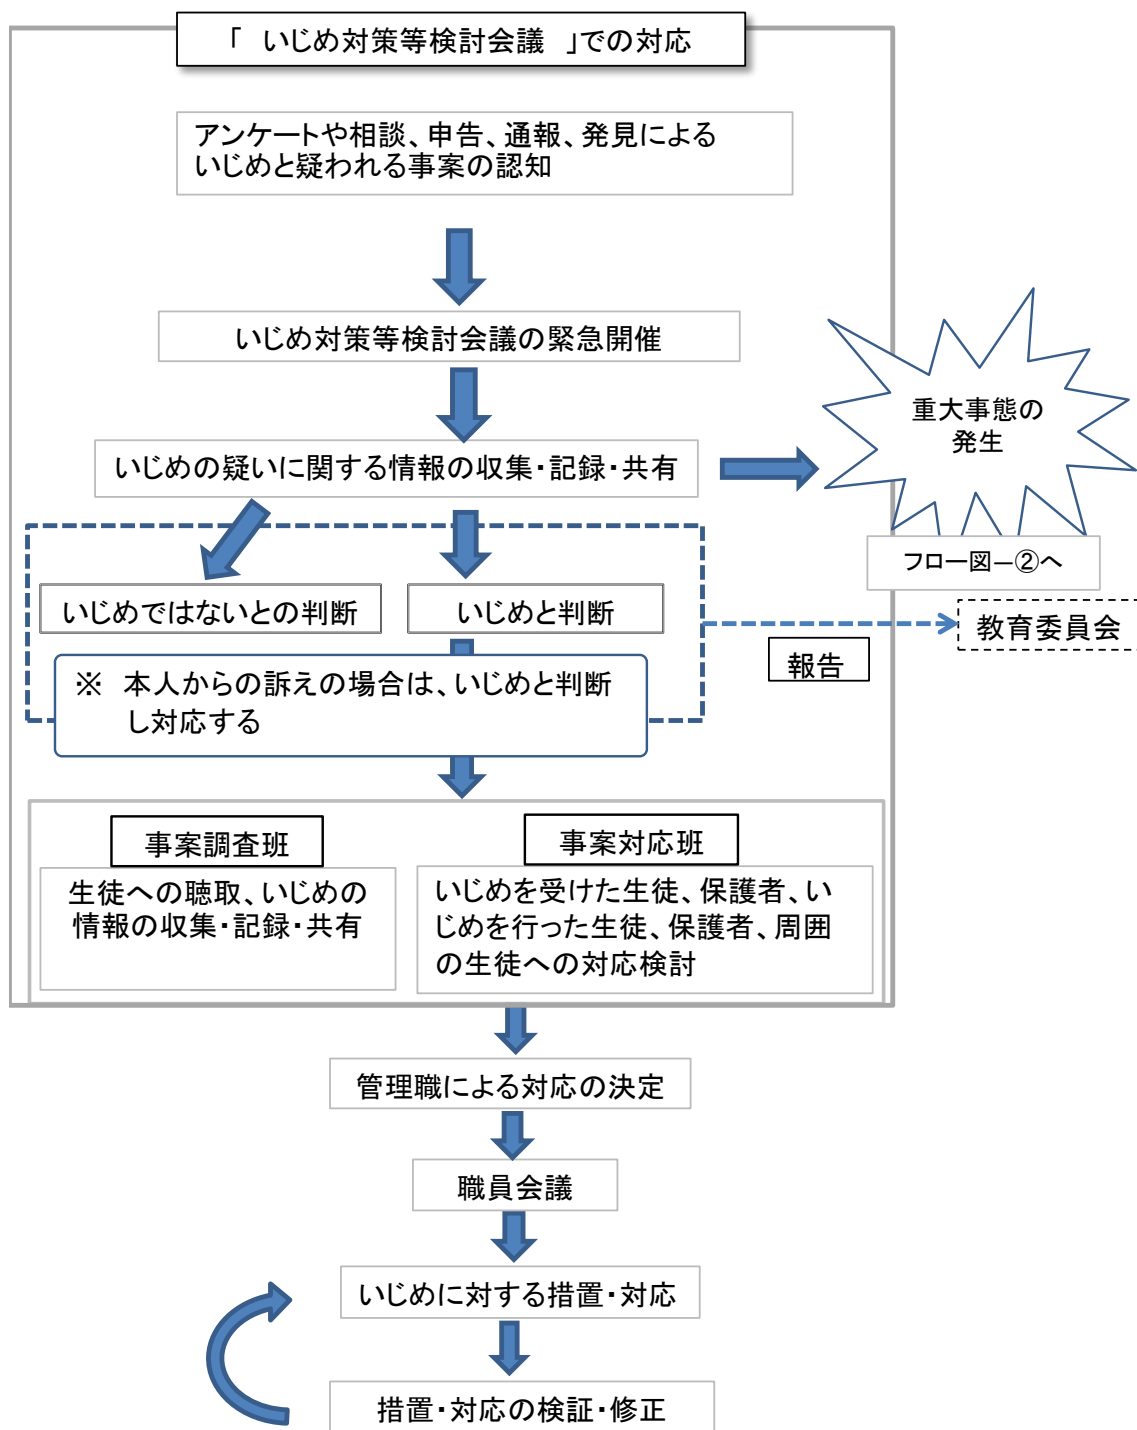 「　いじめ対策等検討会議　」での対応
アンケートや相談、申告、通報、発見による
いじめと疑われる事案の認知
いじめ対策等検討会議の緊急開催
重大事態の
発生
いじめの疑いに関する情報の収集・記録・共有
フロー図―②へ
いじめではないとの判断
いじめと判断
教育委員会
報告
※　本人からの訴えの場合は、いじめと判断
し対応する
事案調査班
生徒への聴取、いじめの
情報の収集・記録・共有
事案対応班
いじめを受けた生徒、保護者、い
じめを行った生徒、保護者、周囲
の生徒への対応検討
管理職による対応の決定
職員会議
いじめに対する措置・対応
措置・対応の検証・修正